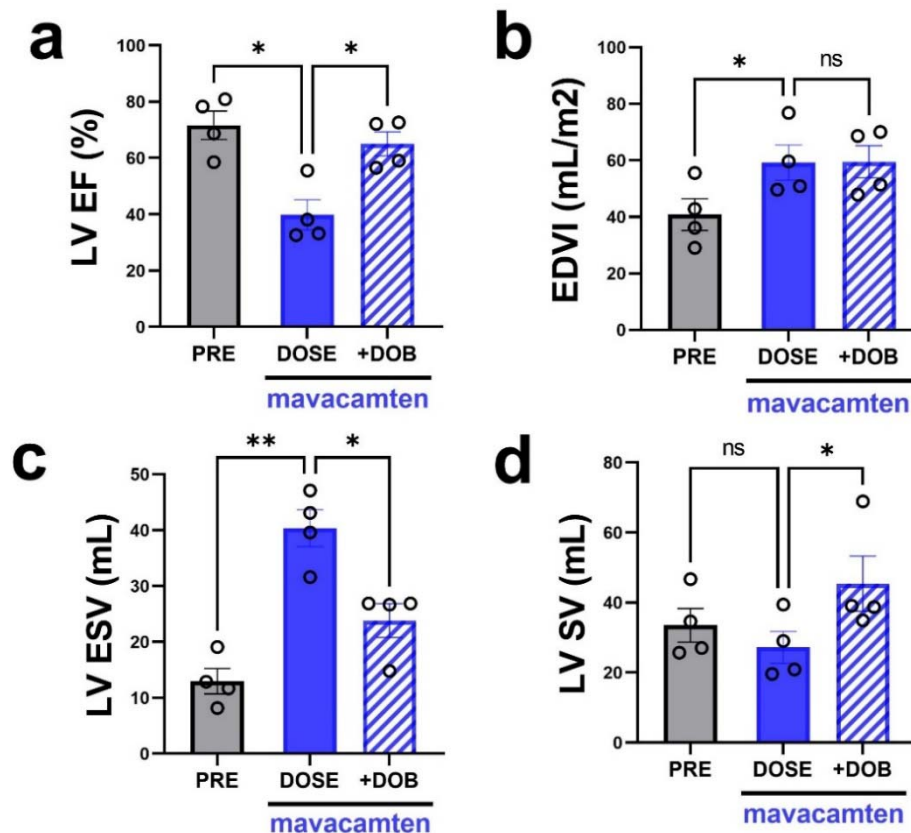 a
LV EF (%)
100
80
60
40
20
0
*
*
PRE
DOSE
+DOB
mavacamten
b
EDVI (mL/m2)
100
80
60
40
20
0
*
ns
PRE
DOSE
+DOB
mavacamten
c
LV ESV (mL)
50
40
30
20
10
0
**
*
PRE
DOSE
+DOB
mavacamten
d
LV SV (mL)
80
60
40
20
0
ns
*
PRE
DOSE
+DOB
mavacamten